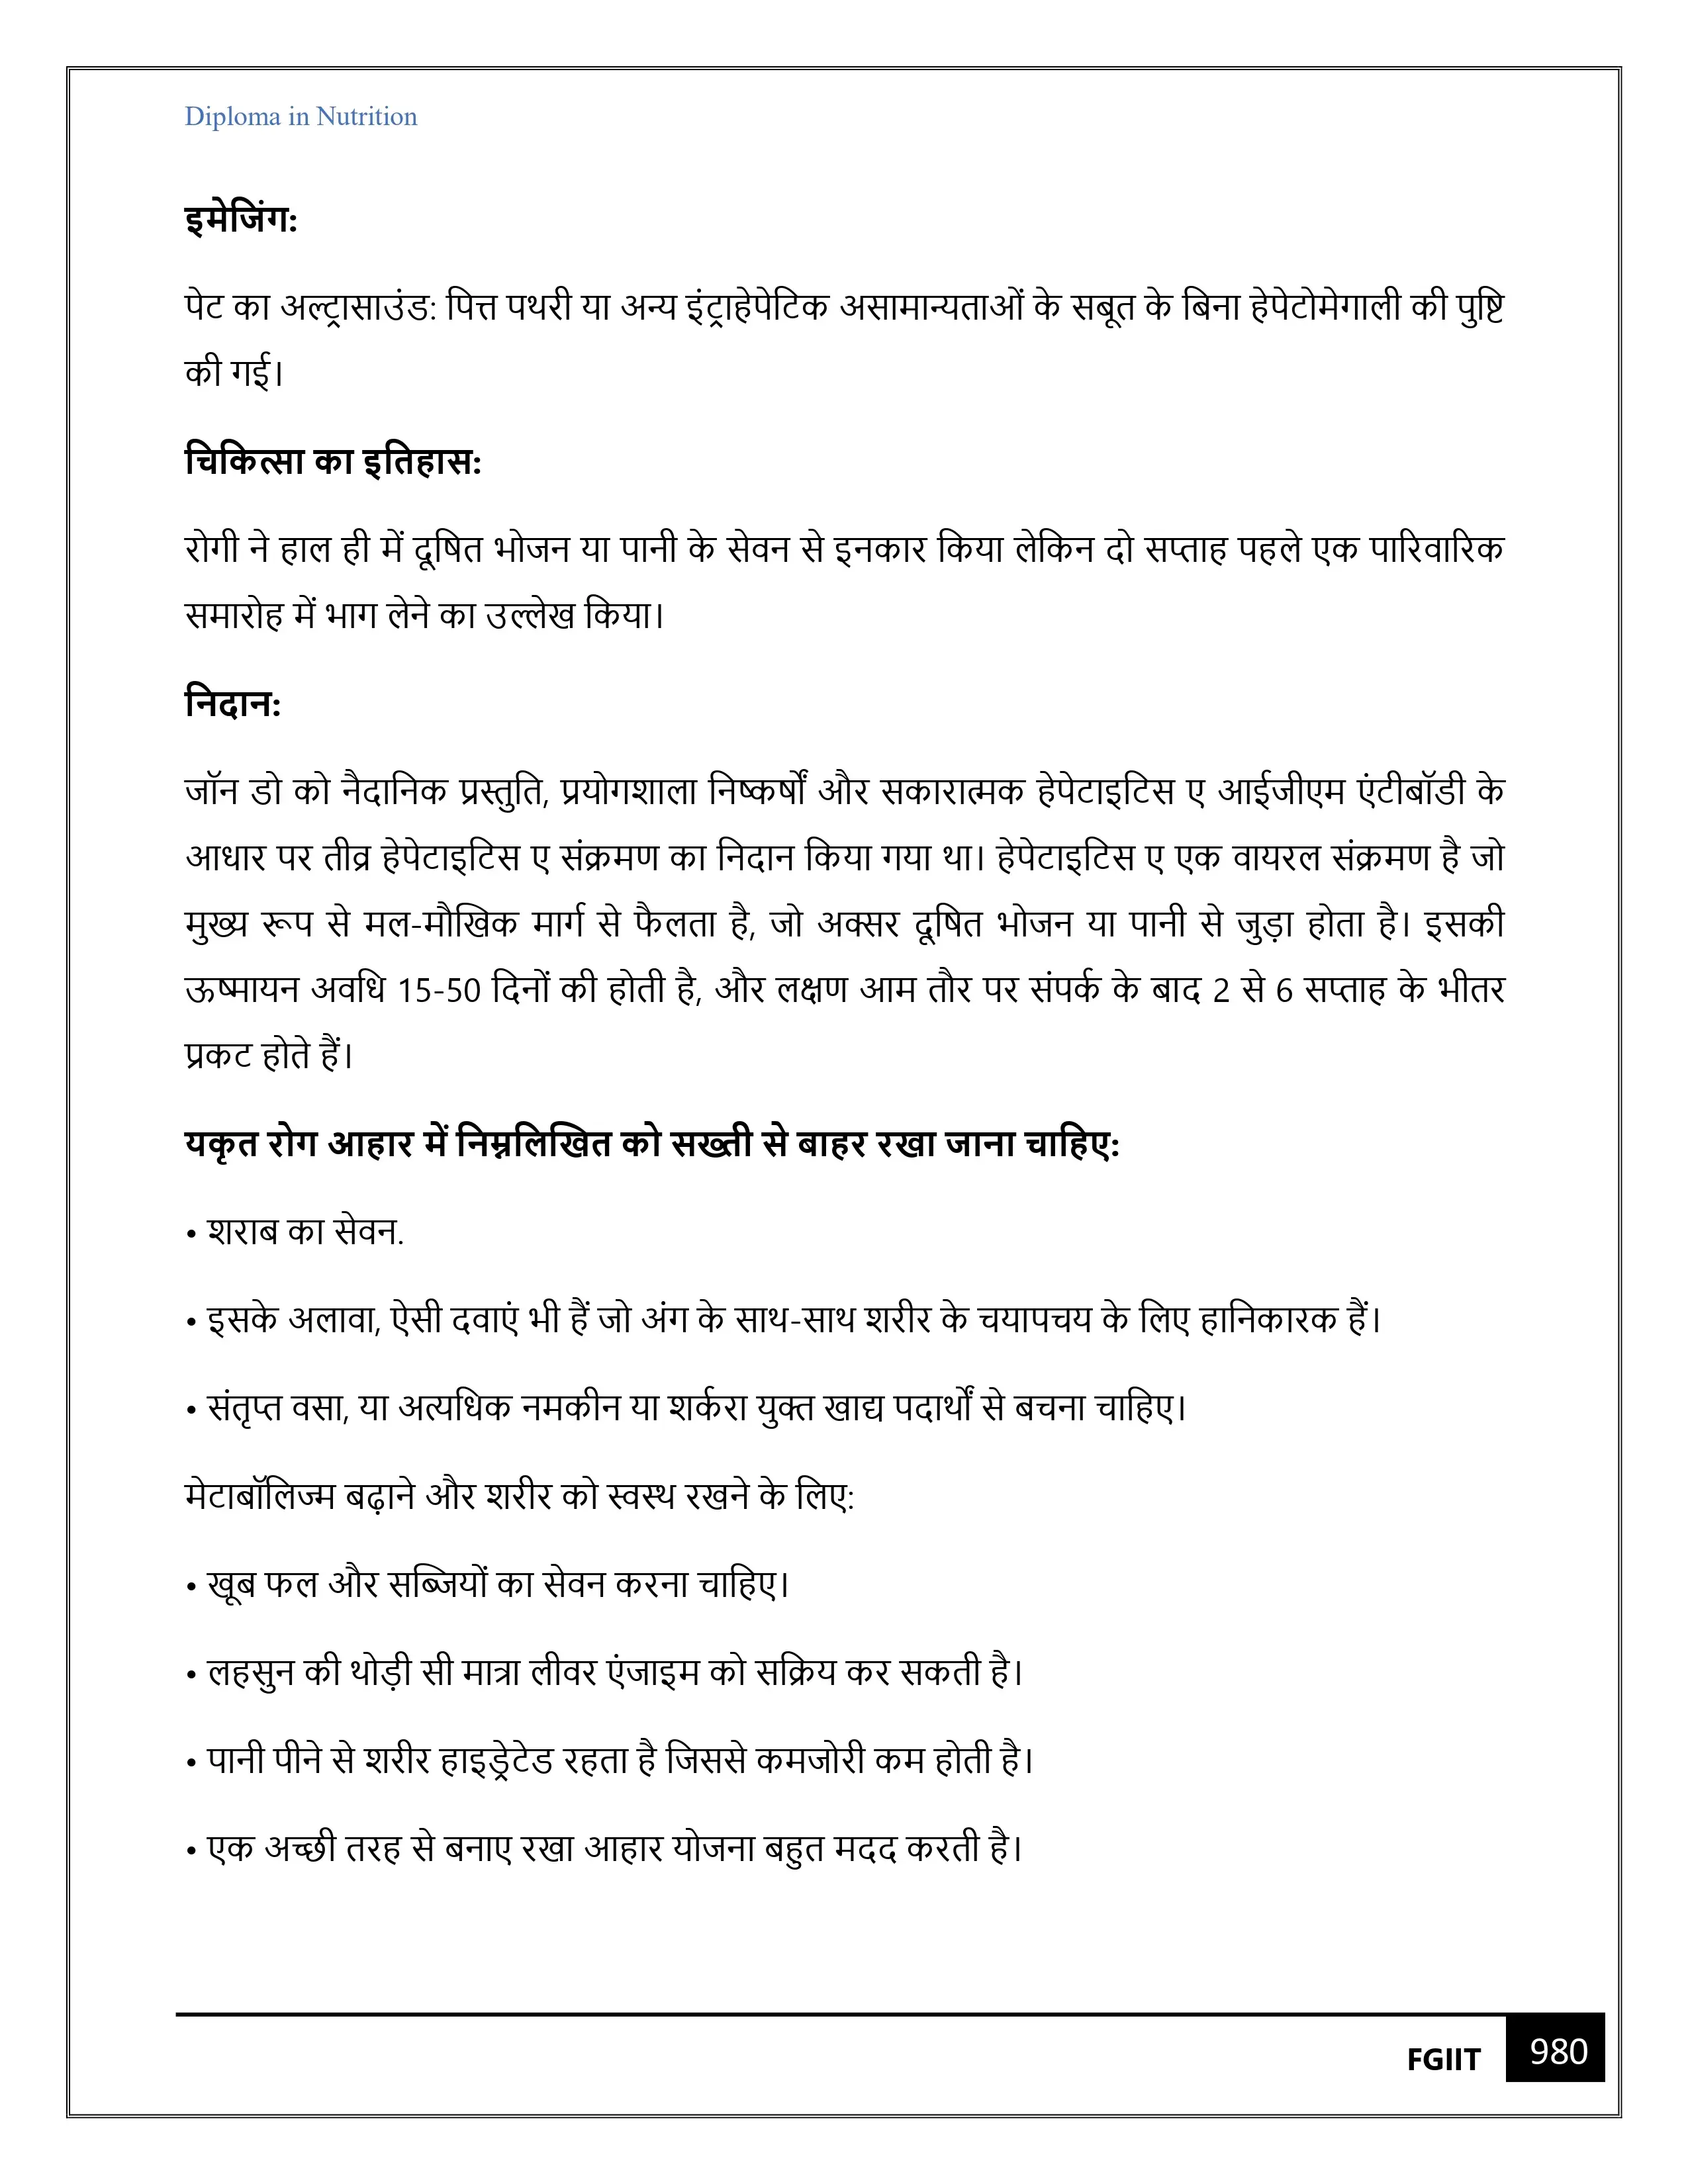 Diploma in Nutrition
इमेजिंग:
पेट का अल्ट्रासाउंड: पित्त पथरी या अन्य इंट्राहेपेटिक असामान्यताओं के सबूत के बिना हेपेटोमेगाली की पुष्टि
की गई।
चिकित्सा का इतिहास:
रोगी ने हाल ही में दूषित भोजन या पानी के सेवन से इनकार किया लेकिन दो सप्ताह पहले एक पारिवारिक
समारोह में भाग लेने का उल्लेख किया।
निदान:
जॉन डो को नैदानिक प्रस्तुति, प्रयोगशाला निष्कर्षों और सकारात्मक हेपेटाइटिस ए आईजीएम एंटीबॉडी के
आधार पर तीव्र हेपेटाइटिस ए संक्रमण का निदान किया गया था। हेपेटाइटिस ए एक वायरल संक्रमण है जो
मुख्य रूप से मल-मौखिक मार्ग से फैलता है, जो अक्सर दूषित भोजन या पानी से जुड़ा होता है। इसकी
ऊष्मायन अवधि 15-50 दिनों की होती है, और लक्षण आम तौर पर संपर्क के बाद 2 से 6 सप्ताह के भीतर
प्रकट होते हैं।
यकृत रोग आहार में निम्नलिखित को सख्ती से बाहर रखा जाना चाहिए:
• शराब का सेवन.
• इसके अलावा, ऐसी दवाएं भी हैं जो अंग के साथ-साथ शरीर के चयापचय के लिए हानिकारक हैं।
• संतृप्त वसा, या अत्यधिक नमकीन या शर्करा युक्त खाद्य पदार्थों से बचना चाहिए।
मेटाबॉलिज्म बढ़ाने और शरीर को स्वस्थ रखने के लिए:
• खूब फल और सब्जियों का सेवन करना चाहिए।
• लहसुन की थोड़ी सी मात्रा लीवर एंजाइम को सक्रिय कर सकती है।
• पानी पीने से शरीर हाइड्रेटेड रहता है जिससे कमजोरी कम होती है।
• एक अच्छी तरह से बनाए रखा आहार योजना बहुत मदद करती है।
FGIIT 980